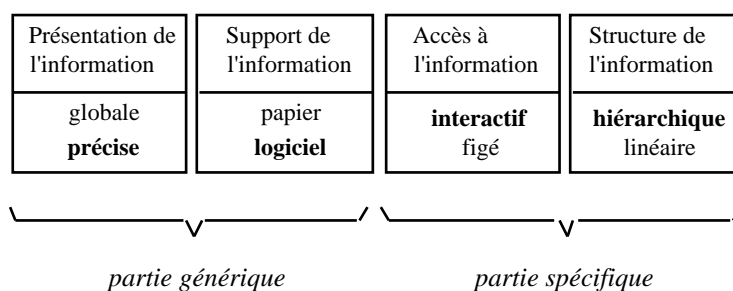 Présentation de
l'information
globale
précise
Support de
l'information
papier
logiciel
Accès à
l'information
interactif
figé
Structure de
l'information
hiérarchique
linéaire
partie générique
partie spécifique